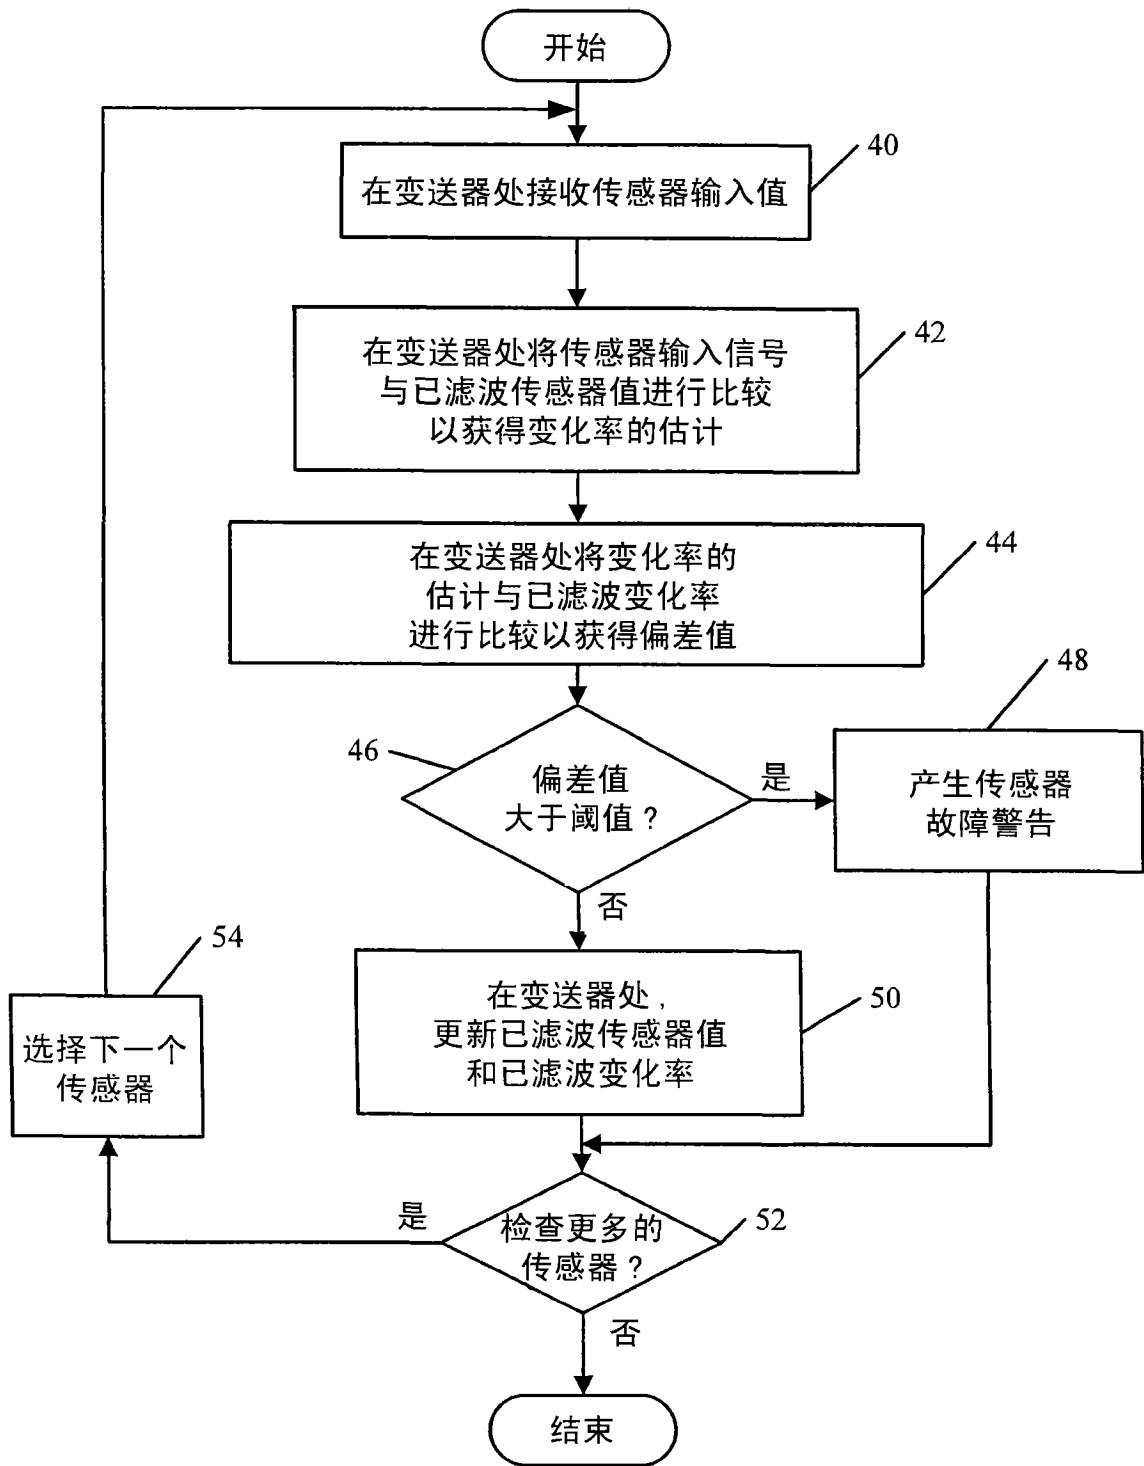 开始
40
在变送器处接收传感器输入值
42
在变送器处将传感器输入信号
与已滤波传感器值进行比较
以获得变化率的估计
44
在变送器处将变化率的
估计与已滤波变化率
进行比较以获得偏差值
46
偏差值
大于阈值?
是
48
产生传感器
故障警告
否
50
在变送器处,
更新已滤波传感器值
和已滤波变化率
54
选择下一个
传感器
是
52
检查更多的
传感器?
否
结束